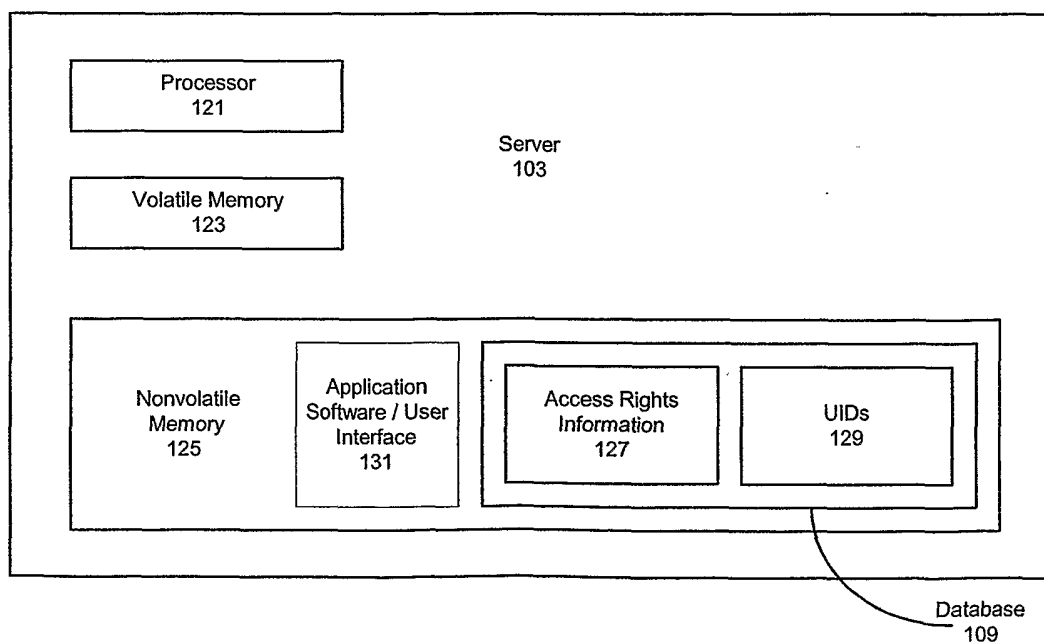 Processor
121
Server
103
Volatile Memory
123
Nonvolatile
Memory
125
Application
Software / User
Interface
131
Access Rights
Information
127
UIDs
129
Database
109